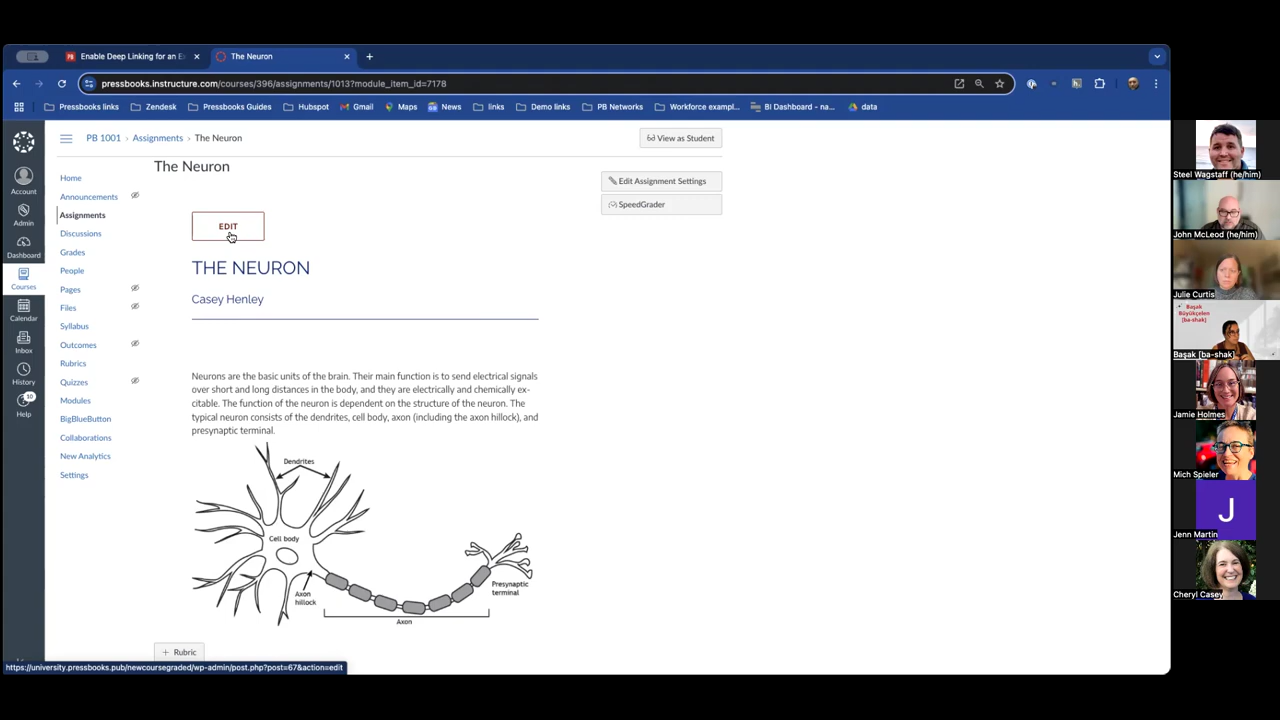 Enable Deep Linking for an E
The Neuron
pressbooks.instructure.com/courses/396/assignments/1013?module_item_id=7178
Pressbooks links
Zendesk
Pressbooks Guides
Hubspot
Gmail
Maps
News
links
Demo links
PB Networks
Workforce exampl...
BI Dashboard - na...
data
PB 1001 › Assignments › The Neuron
View as Student
The Neuron
Edit Assignment Settings
SpeedGrader
Account
Admin
Dashboard
Courses
Calendar
Inbox
History
10
Help
Home
Announcements
Assignments
Discussions
Grades
People
Pages
Files
Syllabus
Outcomes
Rubrics
Quizzes
Modules
BigBlueButton
Collaborations
New Analytics
Settings
EDIT
THE NEURON
Casey Henley
Neurons are the basic units of the brain. Their main function is to send electrical signals
over short and long distances in the body, and they are electrically and chemically ex-
citable. The function of the neuron is dependent on the structure of the neuron. The
typical neuron consists of the dendrites, cell body, axon (including the axon hillock), and
presynaptic terminal.
Dendrites
Cell body
Axon
hillock
Axon
Presynaptic
terminal
+ Rubric
https://university.pressbooks.pub/newcoursegraded/wp-admin/post.php?post=67&action=edit
Steel Wagstaff (he/him)
John McLeod (he/him)
Julie Curtis
Başak
Büyükçelen
[ba-shak]
Başak [ba-shak]
Jamie Holmes
Mich Spieler
J
Jenn Martin
Cheryl Casey